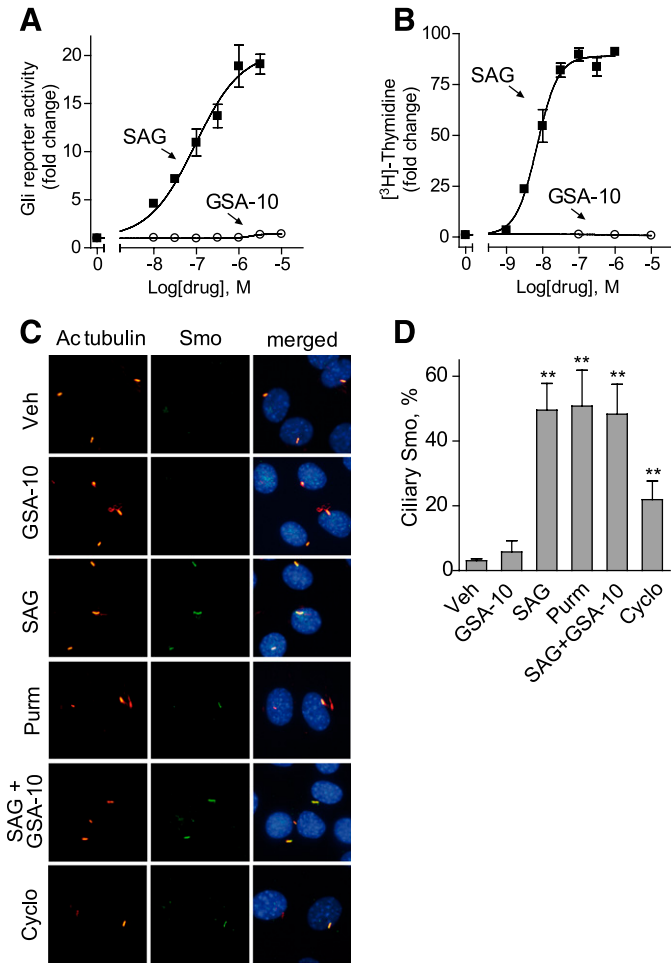 A
Gli reporter activity
(fold change)
20
15
10
5
0
SAG
GSA-10
0
-8
-7
-6
-5
Log[drug], M
B
[³H]-Thymidine
(fold change)
100
75
50
25
0
SAG
GSA-10
0
-9
-8
-7
-6
-5
Log[drug], M
C
Ac tubulin
Smo
merged
Veh
GSA-10
SAG
Purm
SAG +
GSA-10
Cyclo
D
Ciliary Smo, %
60
40
20
0
**
**
**
**
Veh
GSA-10
SAG
Purm
SAG+GSA-10
Cyclo